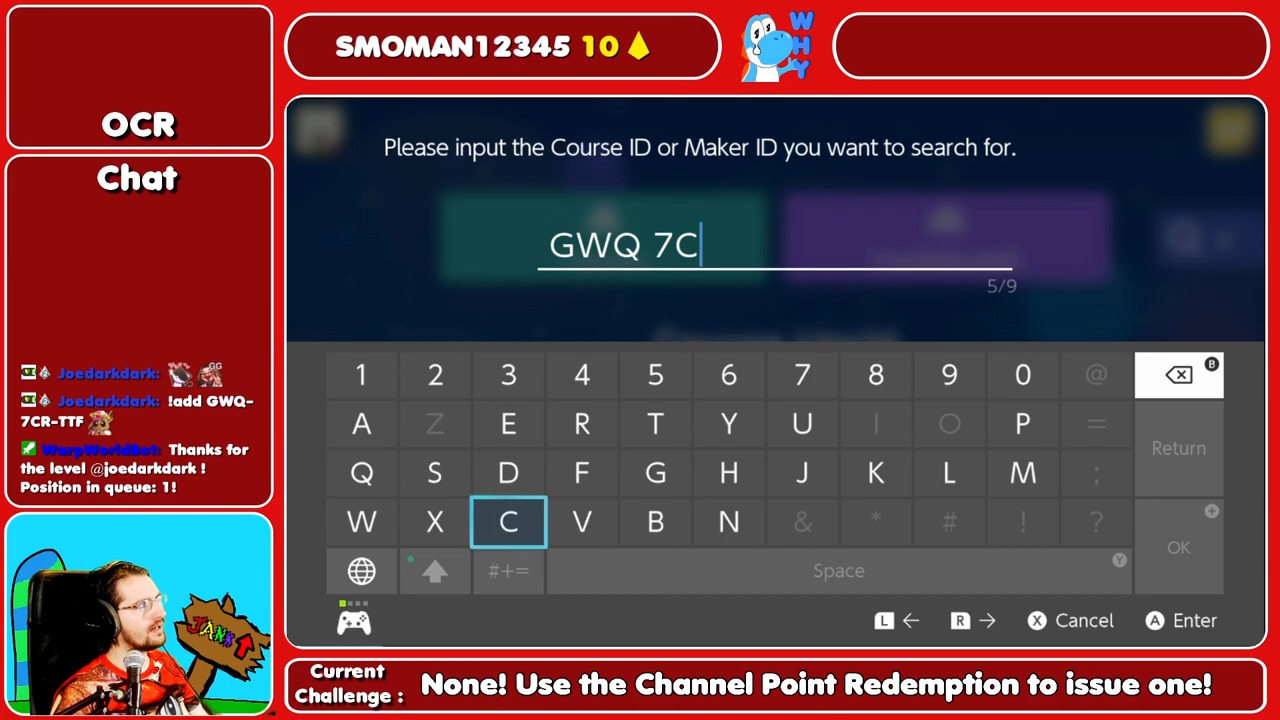 SMOMAN12345 10
WHY
OCR
Chat
Joedarkdark: GG
Joedarkdark: !add GWQ-
7CR-TTF
WarpWorldBot: Thanks for
the level @joedarkdark !
Position in queue: 1!
JANK
Please input the Course ID or Maker ID you want to search for.
GWQ 7C
5/9
1 2 3 4 5 6 7 8 9 0 @ B
A Z E R T Y U I O P =
Return
Q S D F G H J K L M ;
W X C V B N & * # ! ?
OK
#+= Space Y
L ← R → X Cancel A Enter
Current
Challenge :
None! Use the Channel Point Redemption to issue one!